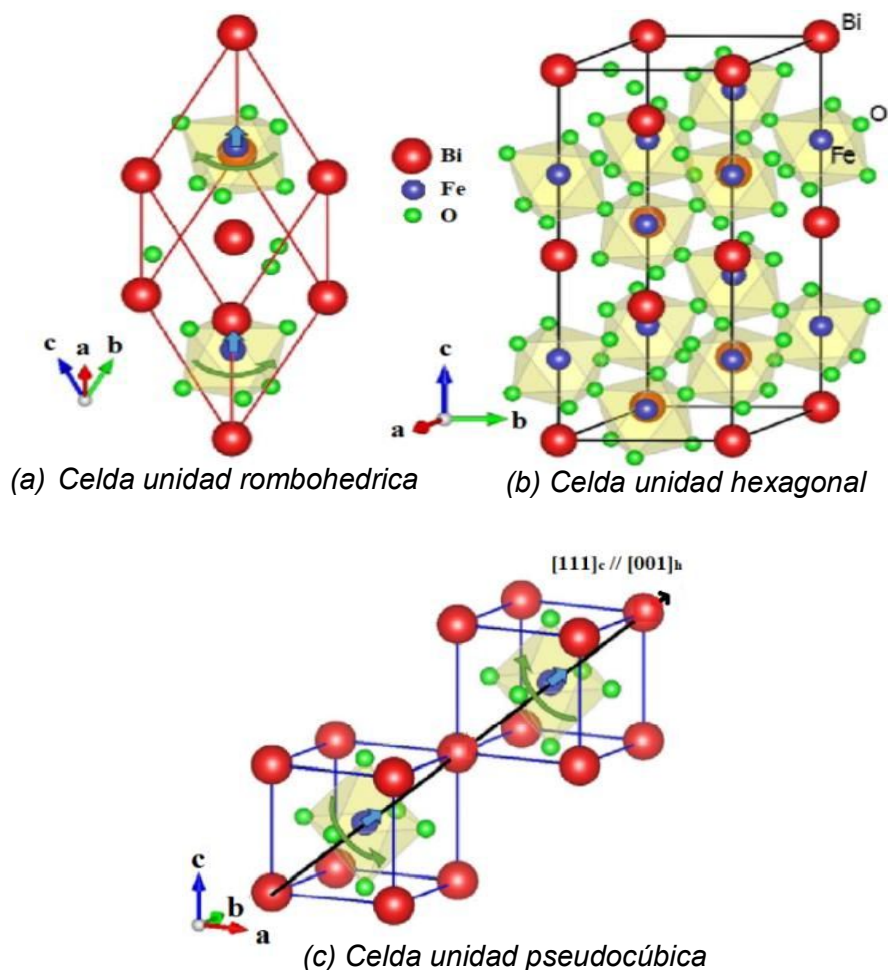 Bi
O
Fe
Bi
Fe
O
c
a
b
c
a
b
(a) Celda unidad rombohedrica
(b) Celda unidad hexagonal
[111]c // [001]h
c
b
a
(c) Celda unidad pseudocúbica